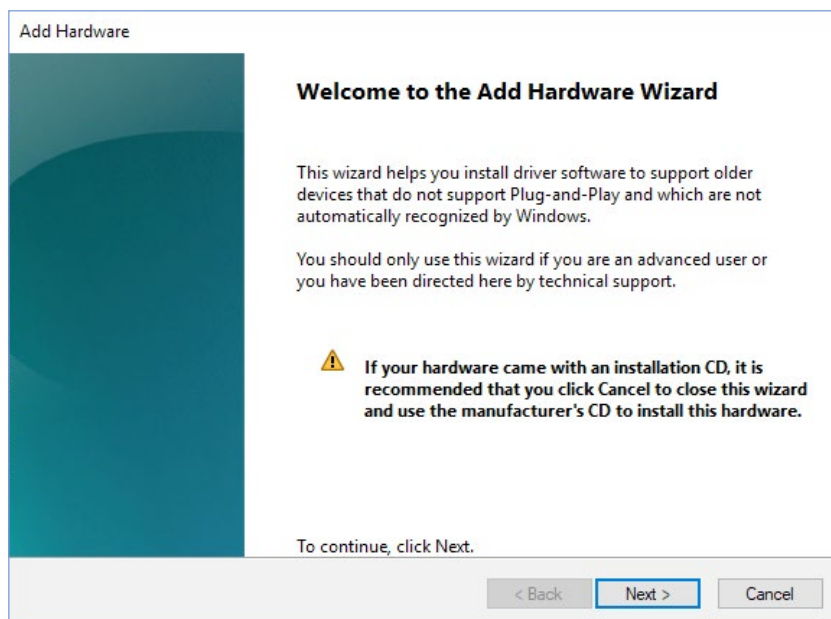 Add Hardware
Welcome to the Add Hardware Wizard
This wizard helps you install driver software to support older
devices that do not support Plug-and-Play and which are not
automatically recognized by Windows.
You should only use this wizard if you are an advanced user or
you have been directed here by technical support.
If your hardware came with an installation CD, it is
recommended that you click Cancel to close this wizard
and use the manufacturer's CD to install this hardware.
To continue, click Next.
< Back Next > Cancel